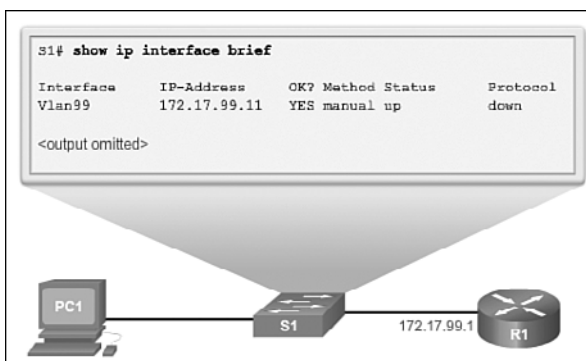 S1# show ip interface brief
Interface IP-Address OK? Method Status Protocol
Vlan99 172.17.99.11 YES manual up down
<output omitted>
PC1
S1
172.17.99.1
R1